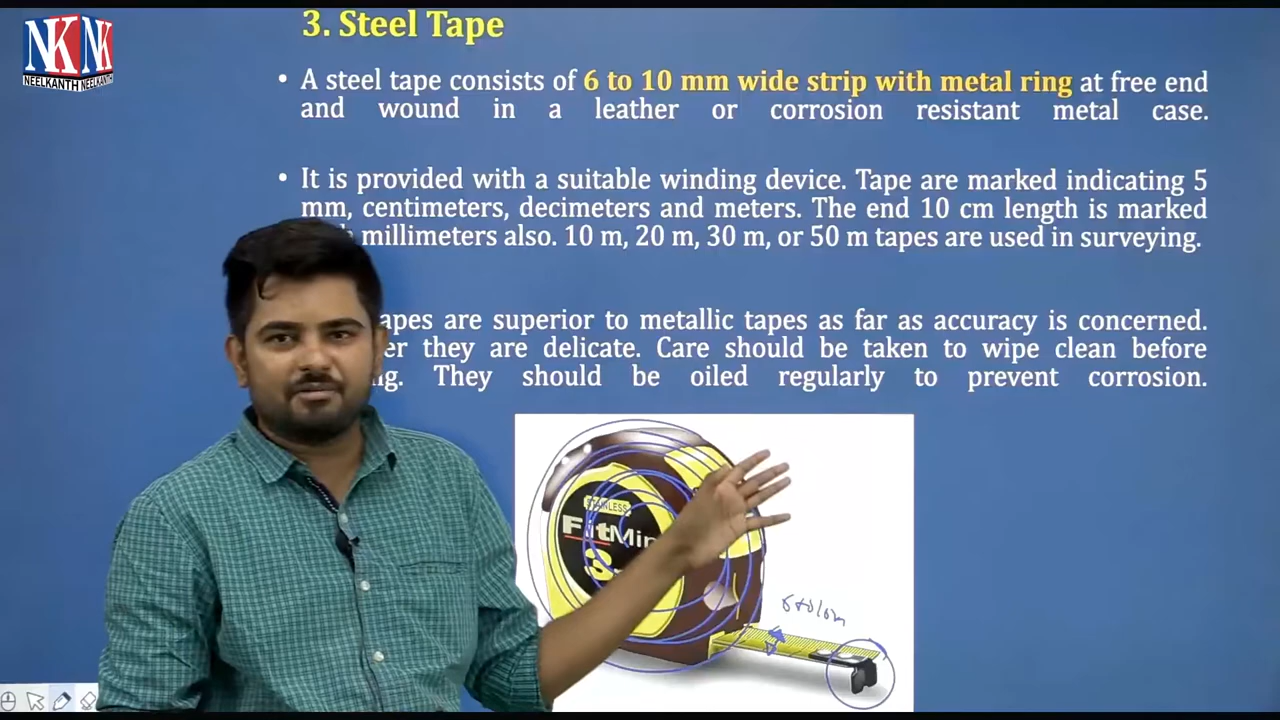 NKNK
NEELKANTH NEELKANTH
3. Steel Tape
• A steel tape consists of 6 to 10 mm wide strip with metal ring at free end
and wound in a leather or corrosion resistant metal case.
• It is provided with a suitable winding device. Tape are marked indicating 5
mm, centimeters, decimeters and meters. The end 10 cm length is marked
millimeters also. 10 m, 20 m, 30 m, or 50 m tapes are used in surveying.
apes are superior to metallic tapes as far as accuracy is concerned.
er they are delicate. Care should be taken to wipe clean before
ng. They should be oiled regularly to prevent corrosion.
STAINLESS
FitMin
3